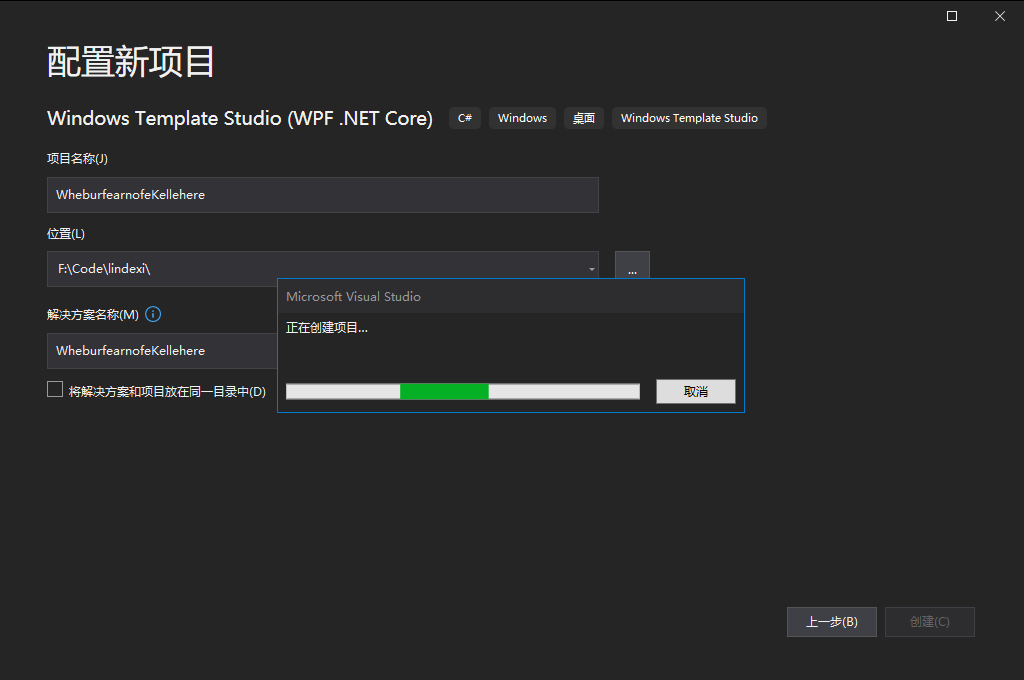 配置新项目
Windows Template Studio (WPF .NET Core) C# Windows 桌面 Windows Template Studio
项目名称(J)
WheburfearnofeKellehere
位置(L)
F:\Code\lindexi\ ...
Microsoft Visual Studio
解决方案名称(M)
正在创建项目...
WheburfearnofeKellehere
将解决方案和项目放在同一目录中(D)
取消
上一步(B) 创建(C)